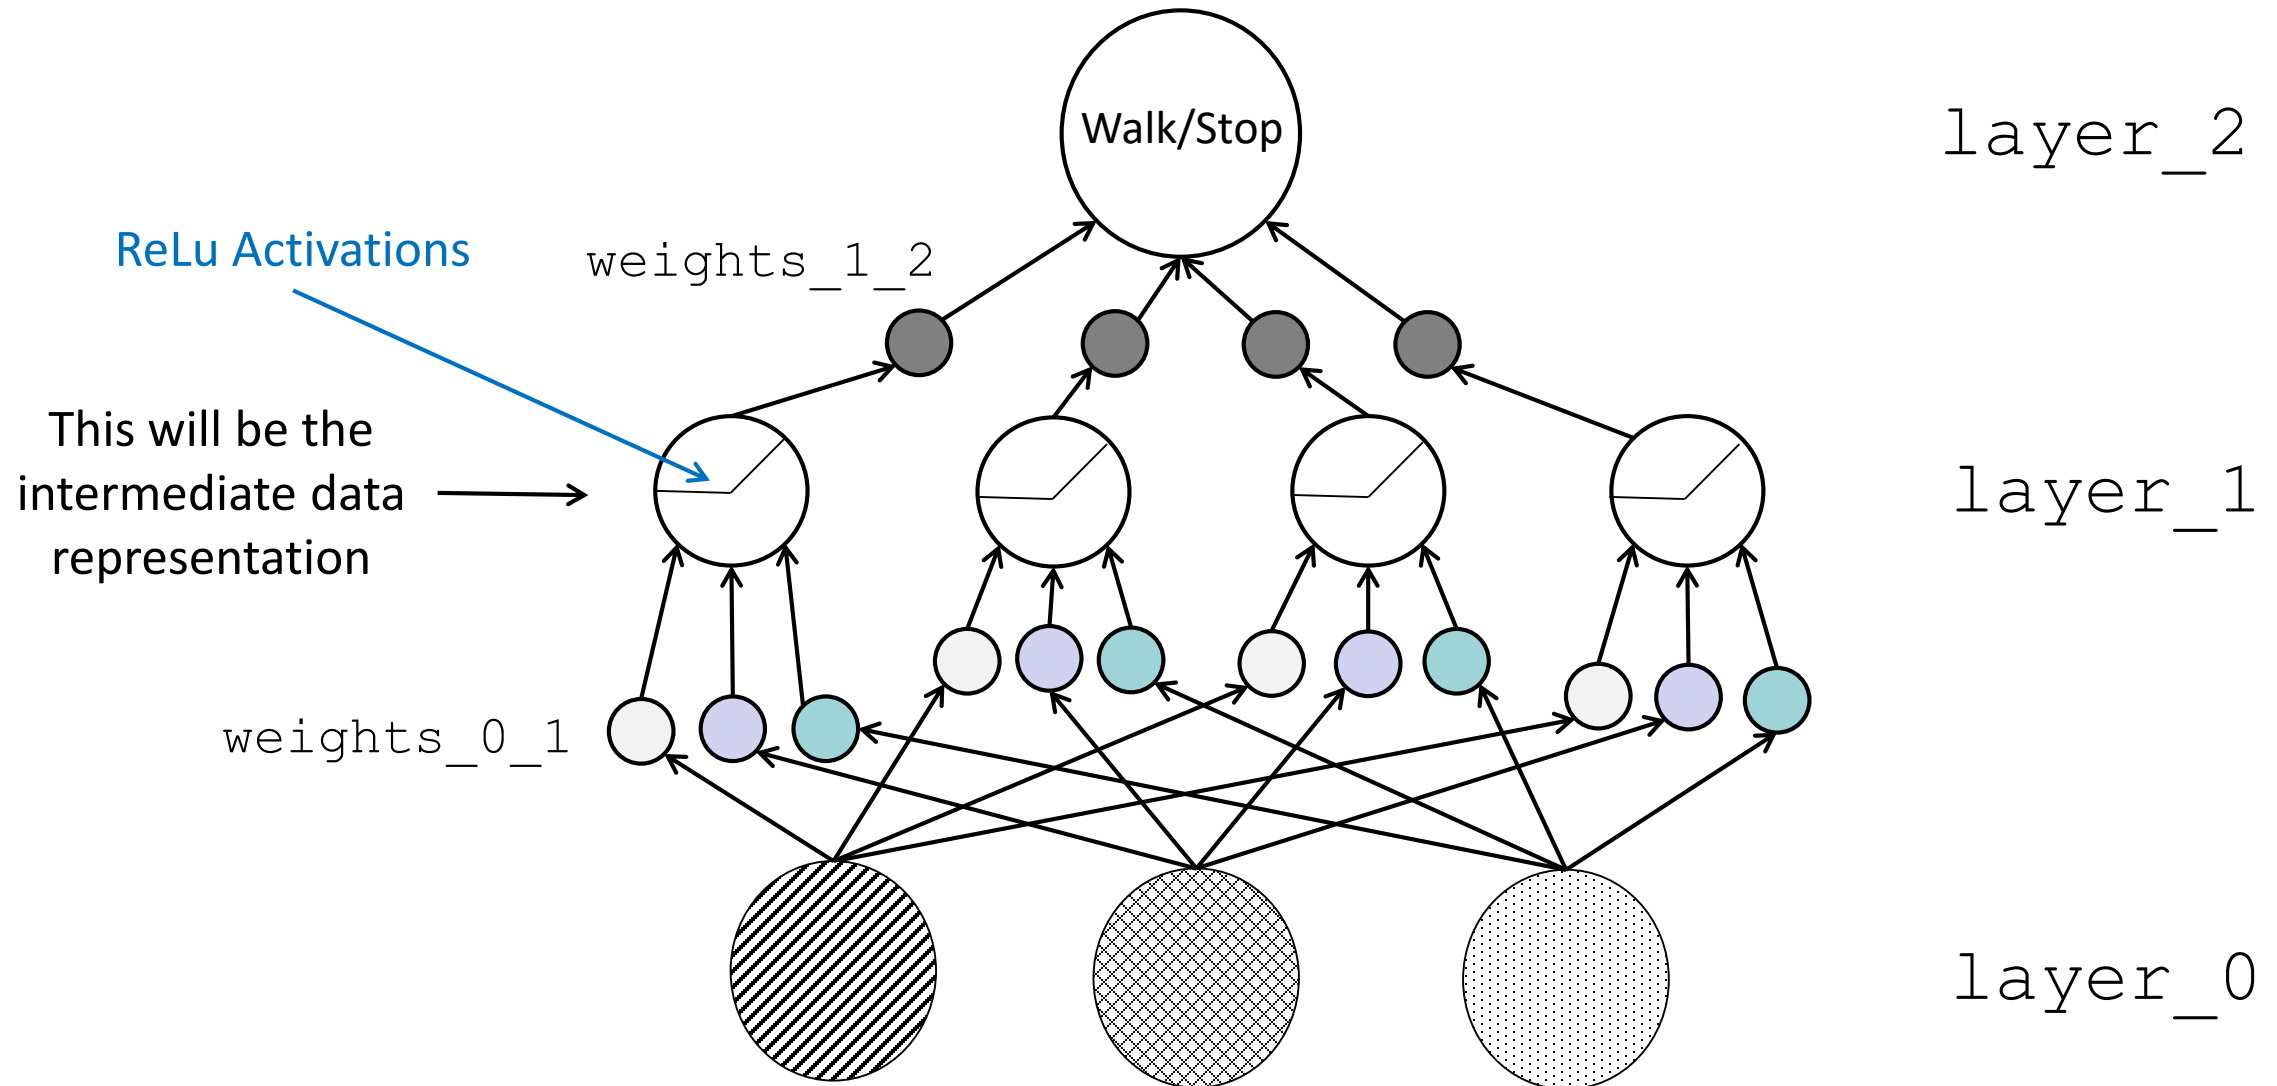 Walk/Stop
layer_2
ReLu Activations
weights_1_2
This will be the
intermediate data
representation
layer_1
weights_0_1
layer_0